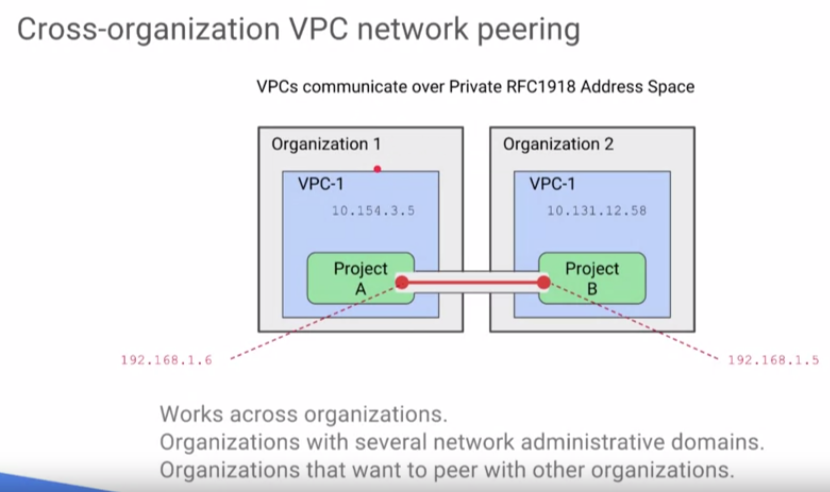 Cross-organization VPC network peering
VPCs communicate over Private RFC1918 Address Space
Organization 1
VPC-1
10.154.3.5
Project
A
192.168.1.6
Organization 2
VPC-1
10.131.12.58
Project
B
192.168.1.5
Works across organizations.
Organizations with several network administrative domains.
Organizations that want to peer with other organizations.